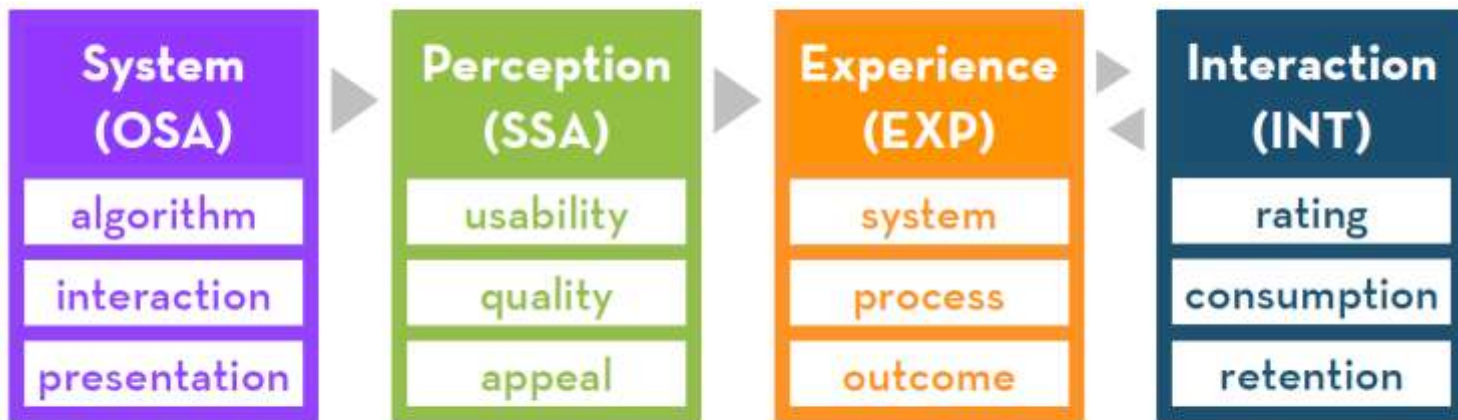 System
(OSA)
algorithm
interaction
presentation
Perception
(SSA)
usability
quality
appeal
Experience
(EXP)
system
process
outcome
Interaction
(INT)
rating
consumption
retention